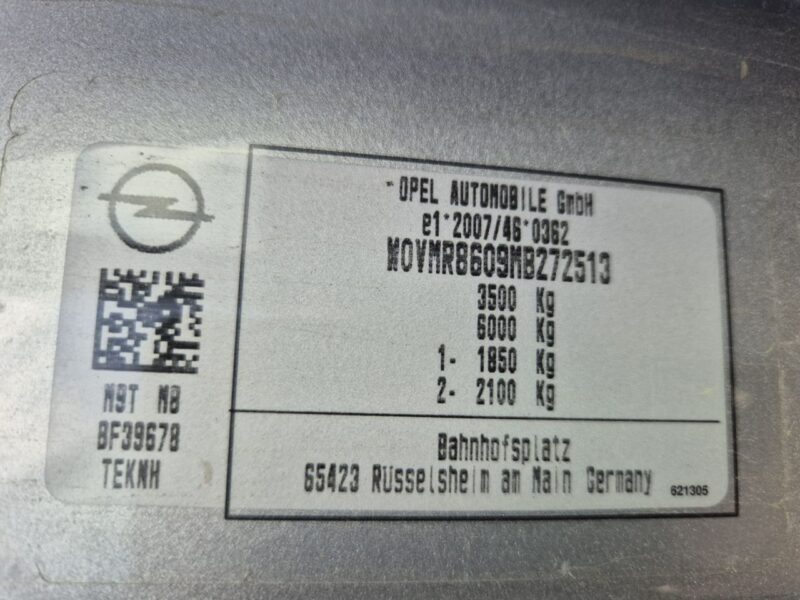 OPEL AUTOMOBILE GmbH
e1*2007/46*0362
W0VMR8609MB272513
3500 Kg
6000 Kg
1- 1850 Kg
2- 2100 Kg
M9T M8
BF39678
TEKNH
Bahnhofsplatz
65423 Rüsselsheim am Main Germany
621305